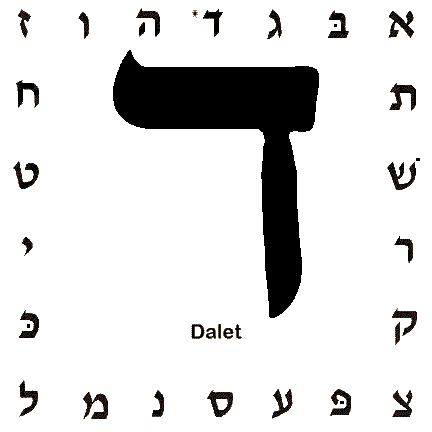 א בּ ג ד* ה ו ז
ת ד ח
שׁ ט
ר י
ק כּ
Dalet
צ פּ ע ס נ מ ל